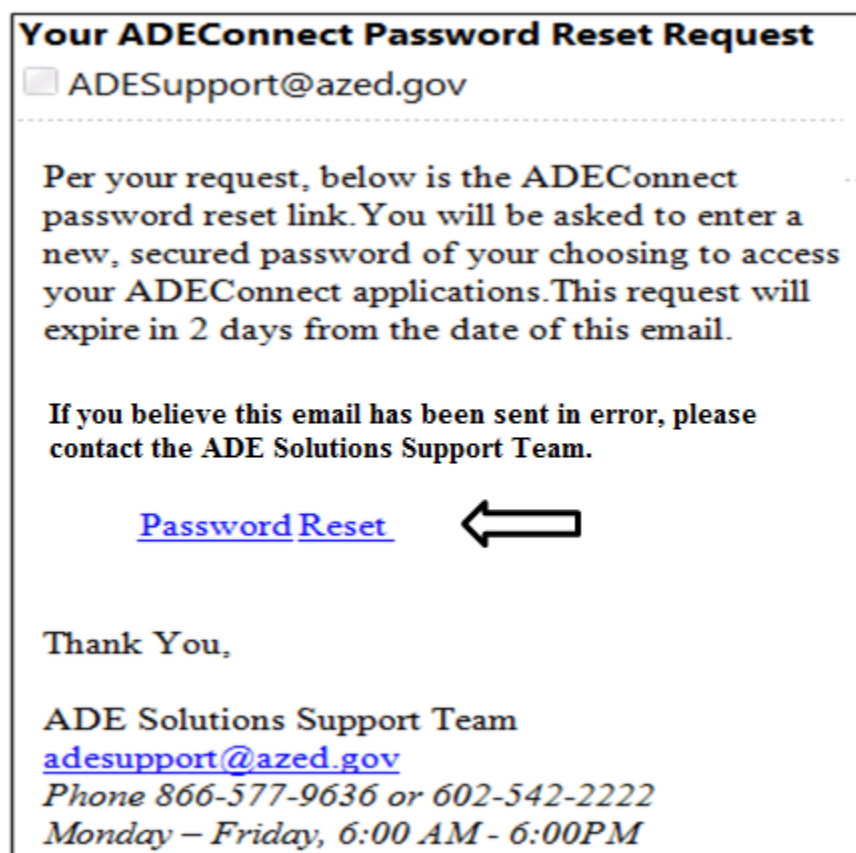 Your ADEConnect Password Reset Request
ADESupport@azed.gov
Per your request, below is the ADEConnect
password reset link.You will be asked to enter a
new, secured password of your choosing to access
your ADEConnect applications.This request will
expire in 2 days from the date of this email.
If you believe this email has been sent in error, please
contact the ADE Solutions Support Team.
Password Reset
Thank You,
ADE Solutions Support Team
adesupport@azed.gov
Phone 866-577-9636 or 602-542-2222
Monday – Friday, 6:00 AM - 6:00PM